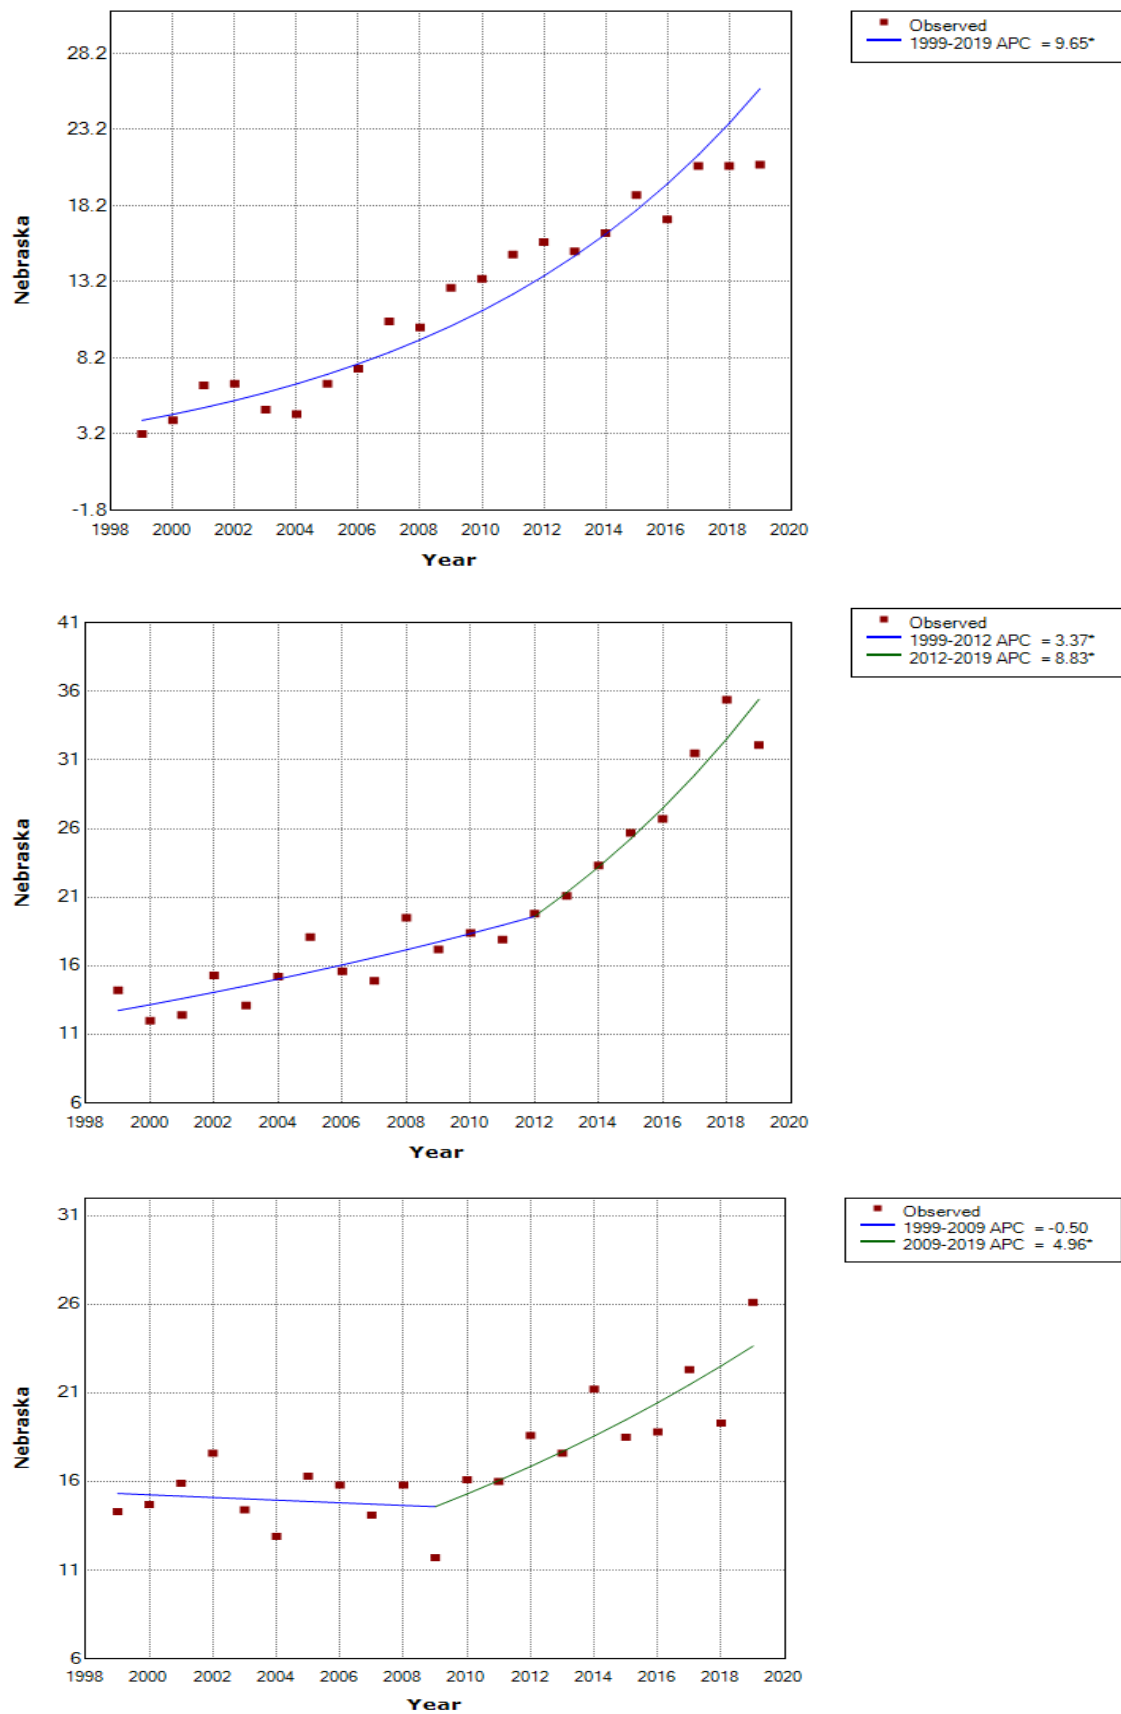 Observed
1999-2019 APC = 9.65*
28.2
23.2
18.2
13.2
8.2
3.2
-1.8
Nebraska
1998 2000 2002 2004 2006 2008 2010 2012 2014 2016 2018 2020
Year
Observed
1999-2012 APC = 3.37*
2012-2019 APC = 8.83*
41
36
31
26
21
16
11
6
Nebraska
1998 2000 2002 2004 2006 2008 2010 2012 2014 2016 2018 2020
Year
Observed
1999-2009 APC = -0.50
2009-2019 APC = 4.96*
31
26
21
16
11
6
Nebraska
1998 2000 2002 2004 2006 2008 2010 2012 2014 2016 2018 2020
Year